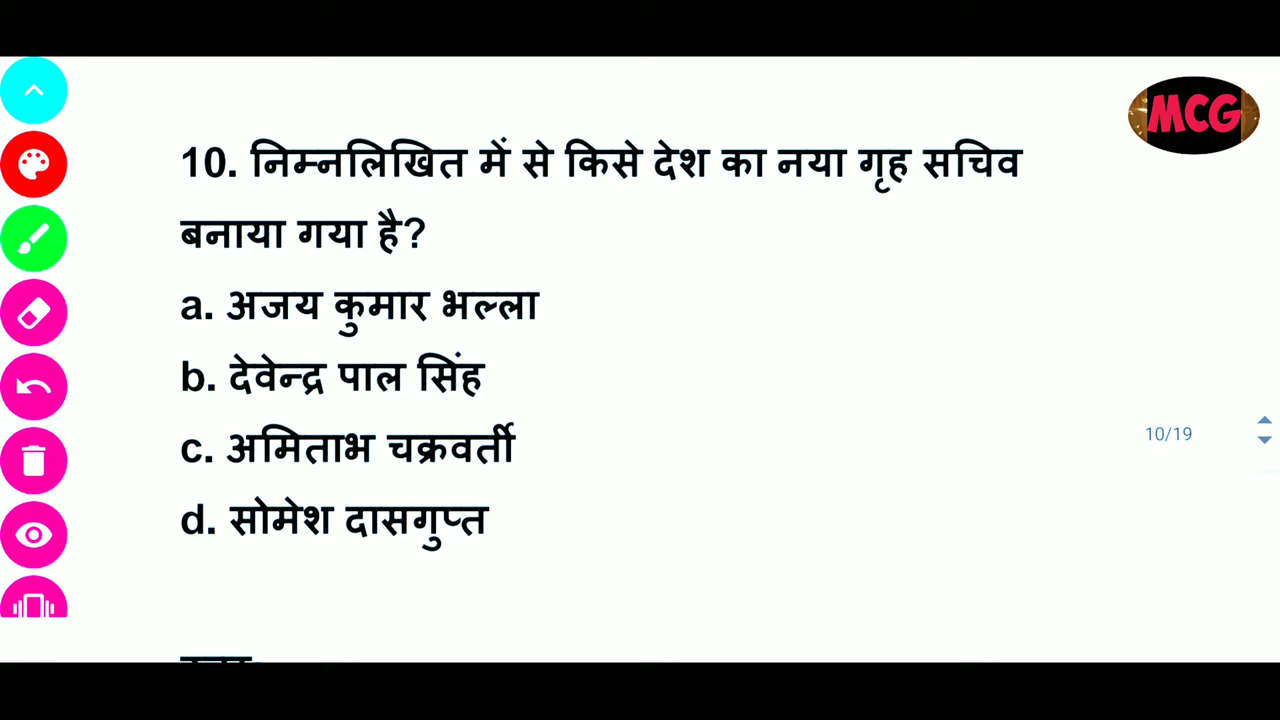 MCG
10. निम्नलिखित में से किसे देश का नया गृह सचिव
बनाया गया है?
a. अजय कुमार भल्ला
b. देवेन्द्र पाल सिंह
c. अमिताभ चक्रवर्ती
10/19
d. सोमेश दासगुप्त